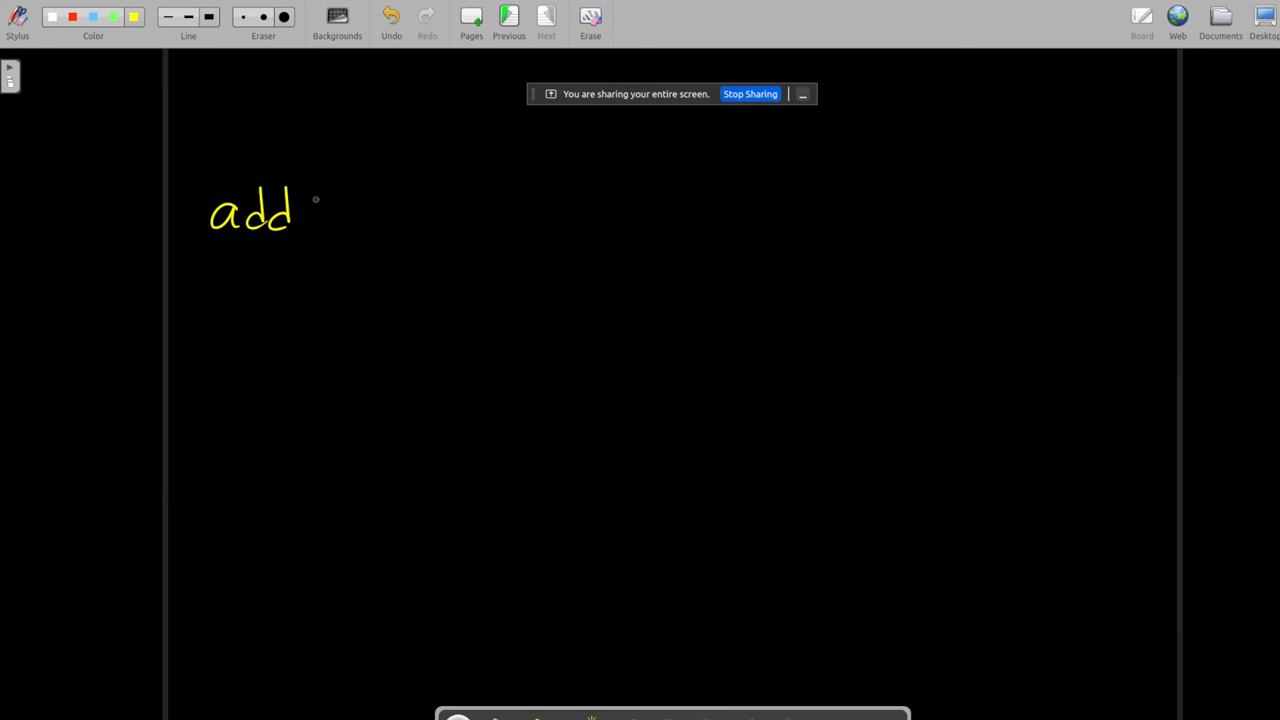 Stylus Color Line Eraser Backgrounds Undo Redo Pages Previous Next Erase Board Web Documents Desktop
You are sharing your entire screen. Stop Sharing
add